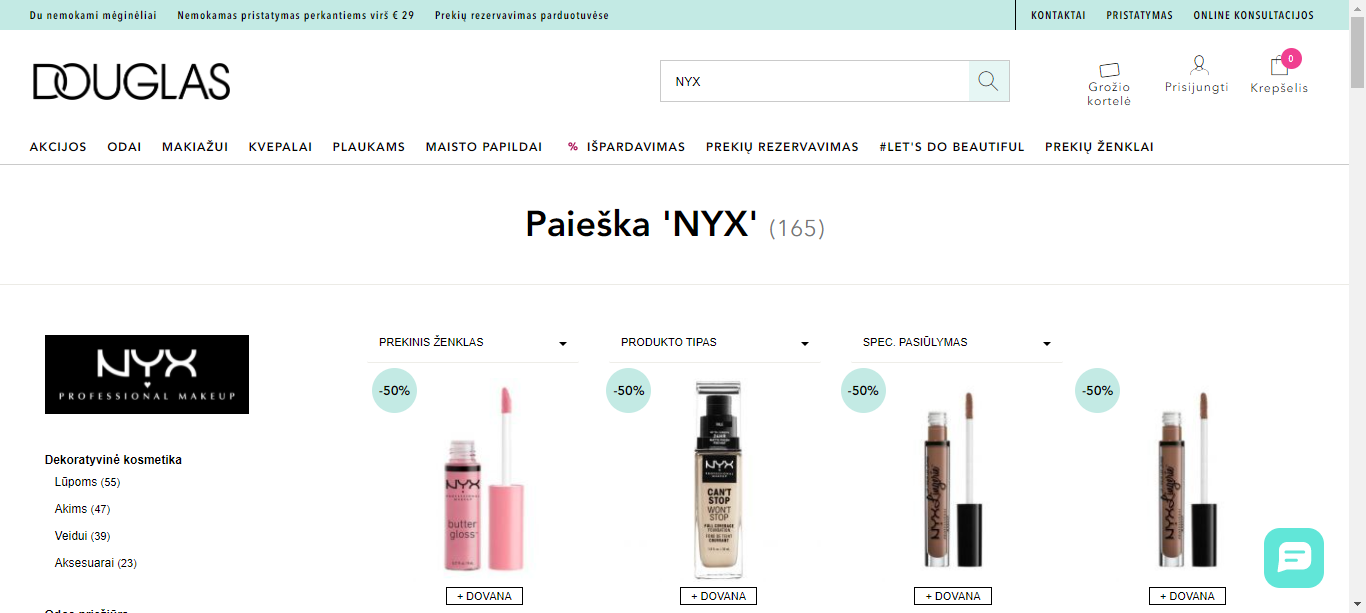 Du nemokami mėginėliai Nemokamas pristatymas perkantiems virš € 29 Prekių rezervavimas parduotuvėse KONTAKTAI PRISTATYMAS ONLINE KONSULTACIJOS
DOUGLAS
NYX
0
Grožio
kortelė
Prisijungti
Krepšelis
AKCIJOS ODAI MAKIAŽUI KVEPALAI PLAUKAMS MAISTO PAPILDAI % IŠPARDAVIMAS PREKIŲ REZERVAVIMAS #LET'S DO BEAUTIFUL PREKIŲ ŽENKLAI
Paieška 'NYX' (165)
NYX
PROFESSIONAL MAKEUP
Dekoratyvinė kosmetika
Lūpoms (55)
Akims (47)
Veidui (39)
Aksesuarai (23)
PREKINIS ŽENKLAS PRODUKTO TIPAS SPEC. PASIŪLYMAS
-50% -50% -50% -50%
NYX
butter
gloss
NYX
CAN'T
STOP
WON'T
STOP
FULL COVERAGE
FOUNDATION
NYX Lingerie
NYX Lingerie
+ DOVANA + DOVANA + DOVANA + DOVANA